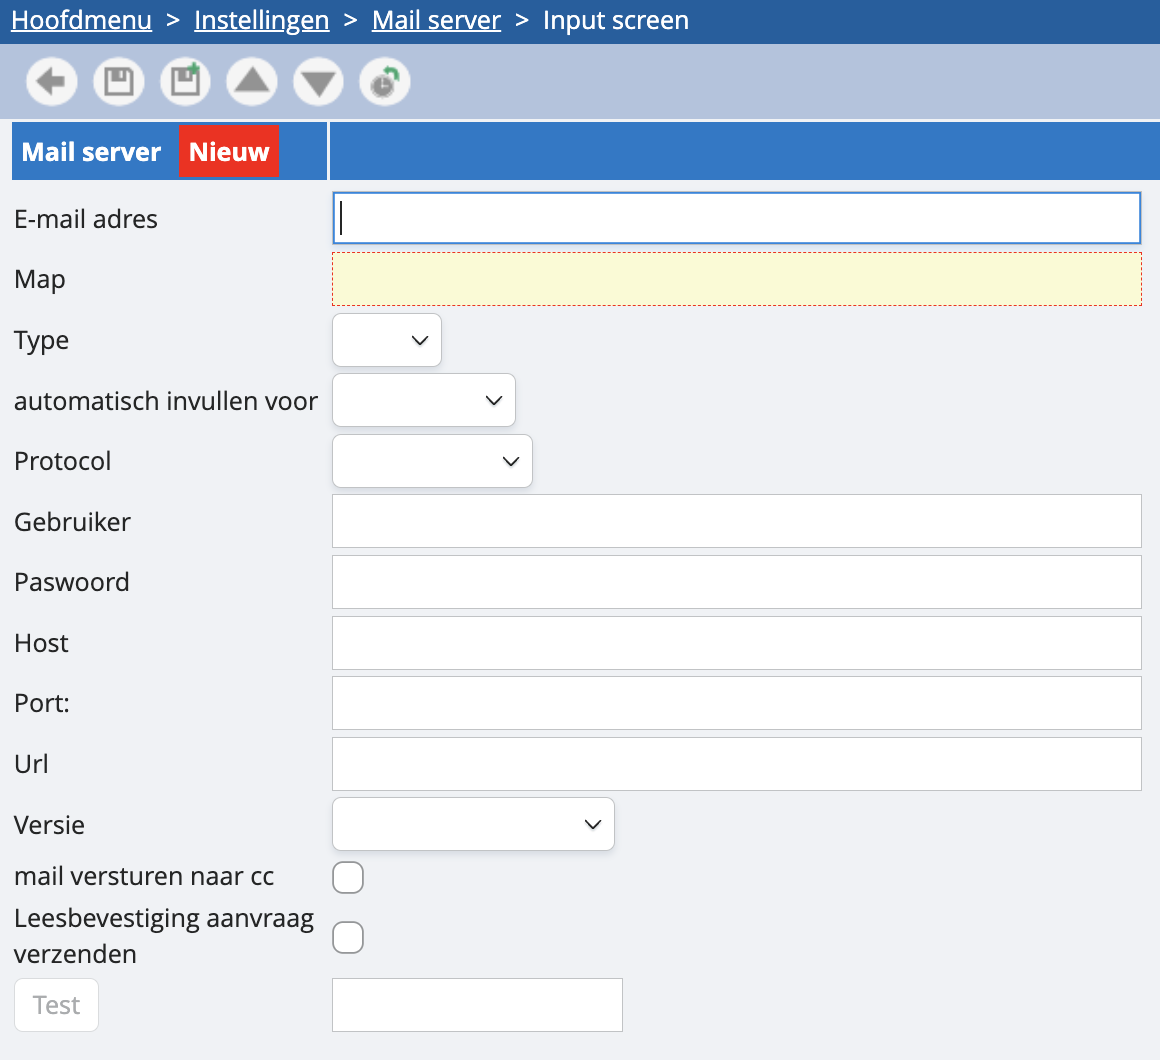 Hoofdmenu > Instellingen > Mail server > Input screen
Mail server Nieuw
E-mail adres
Map
Type
automatisch invullen voor
Protocol
Gebruiker
Paswoord
Host
Port:
Url
Versie
mail versturen naar cc
Leesbevestiging aanvraag
verzenden
Test